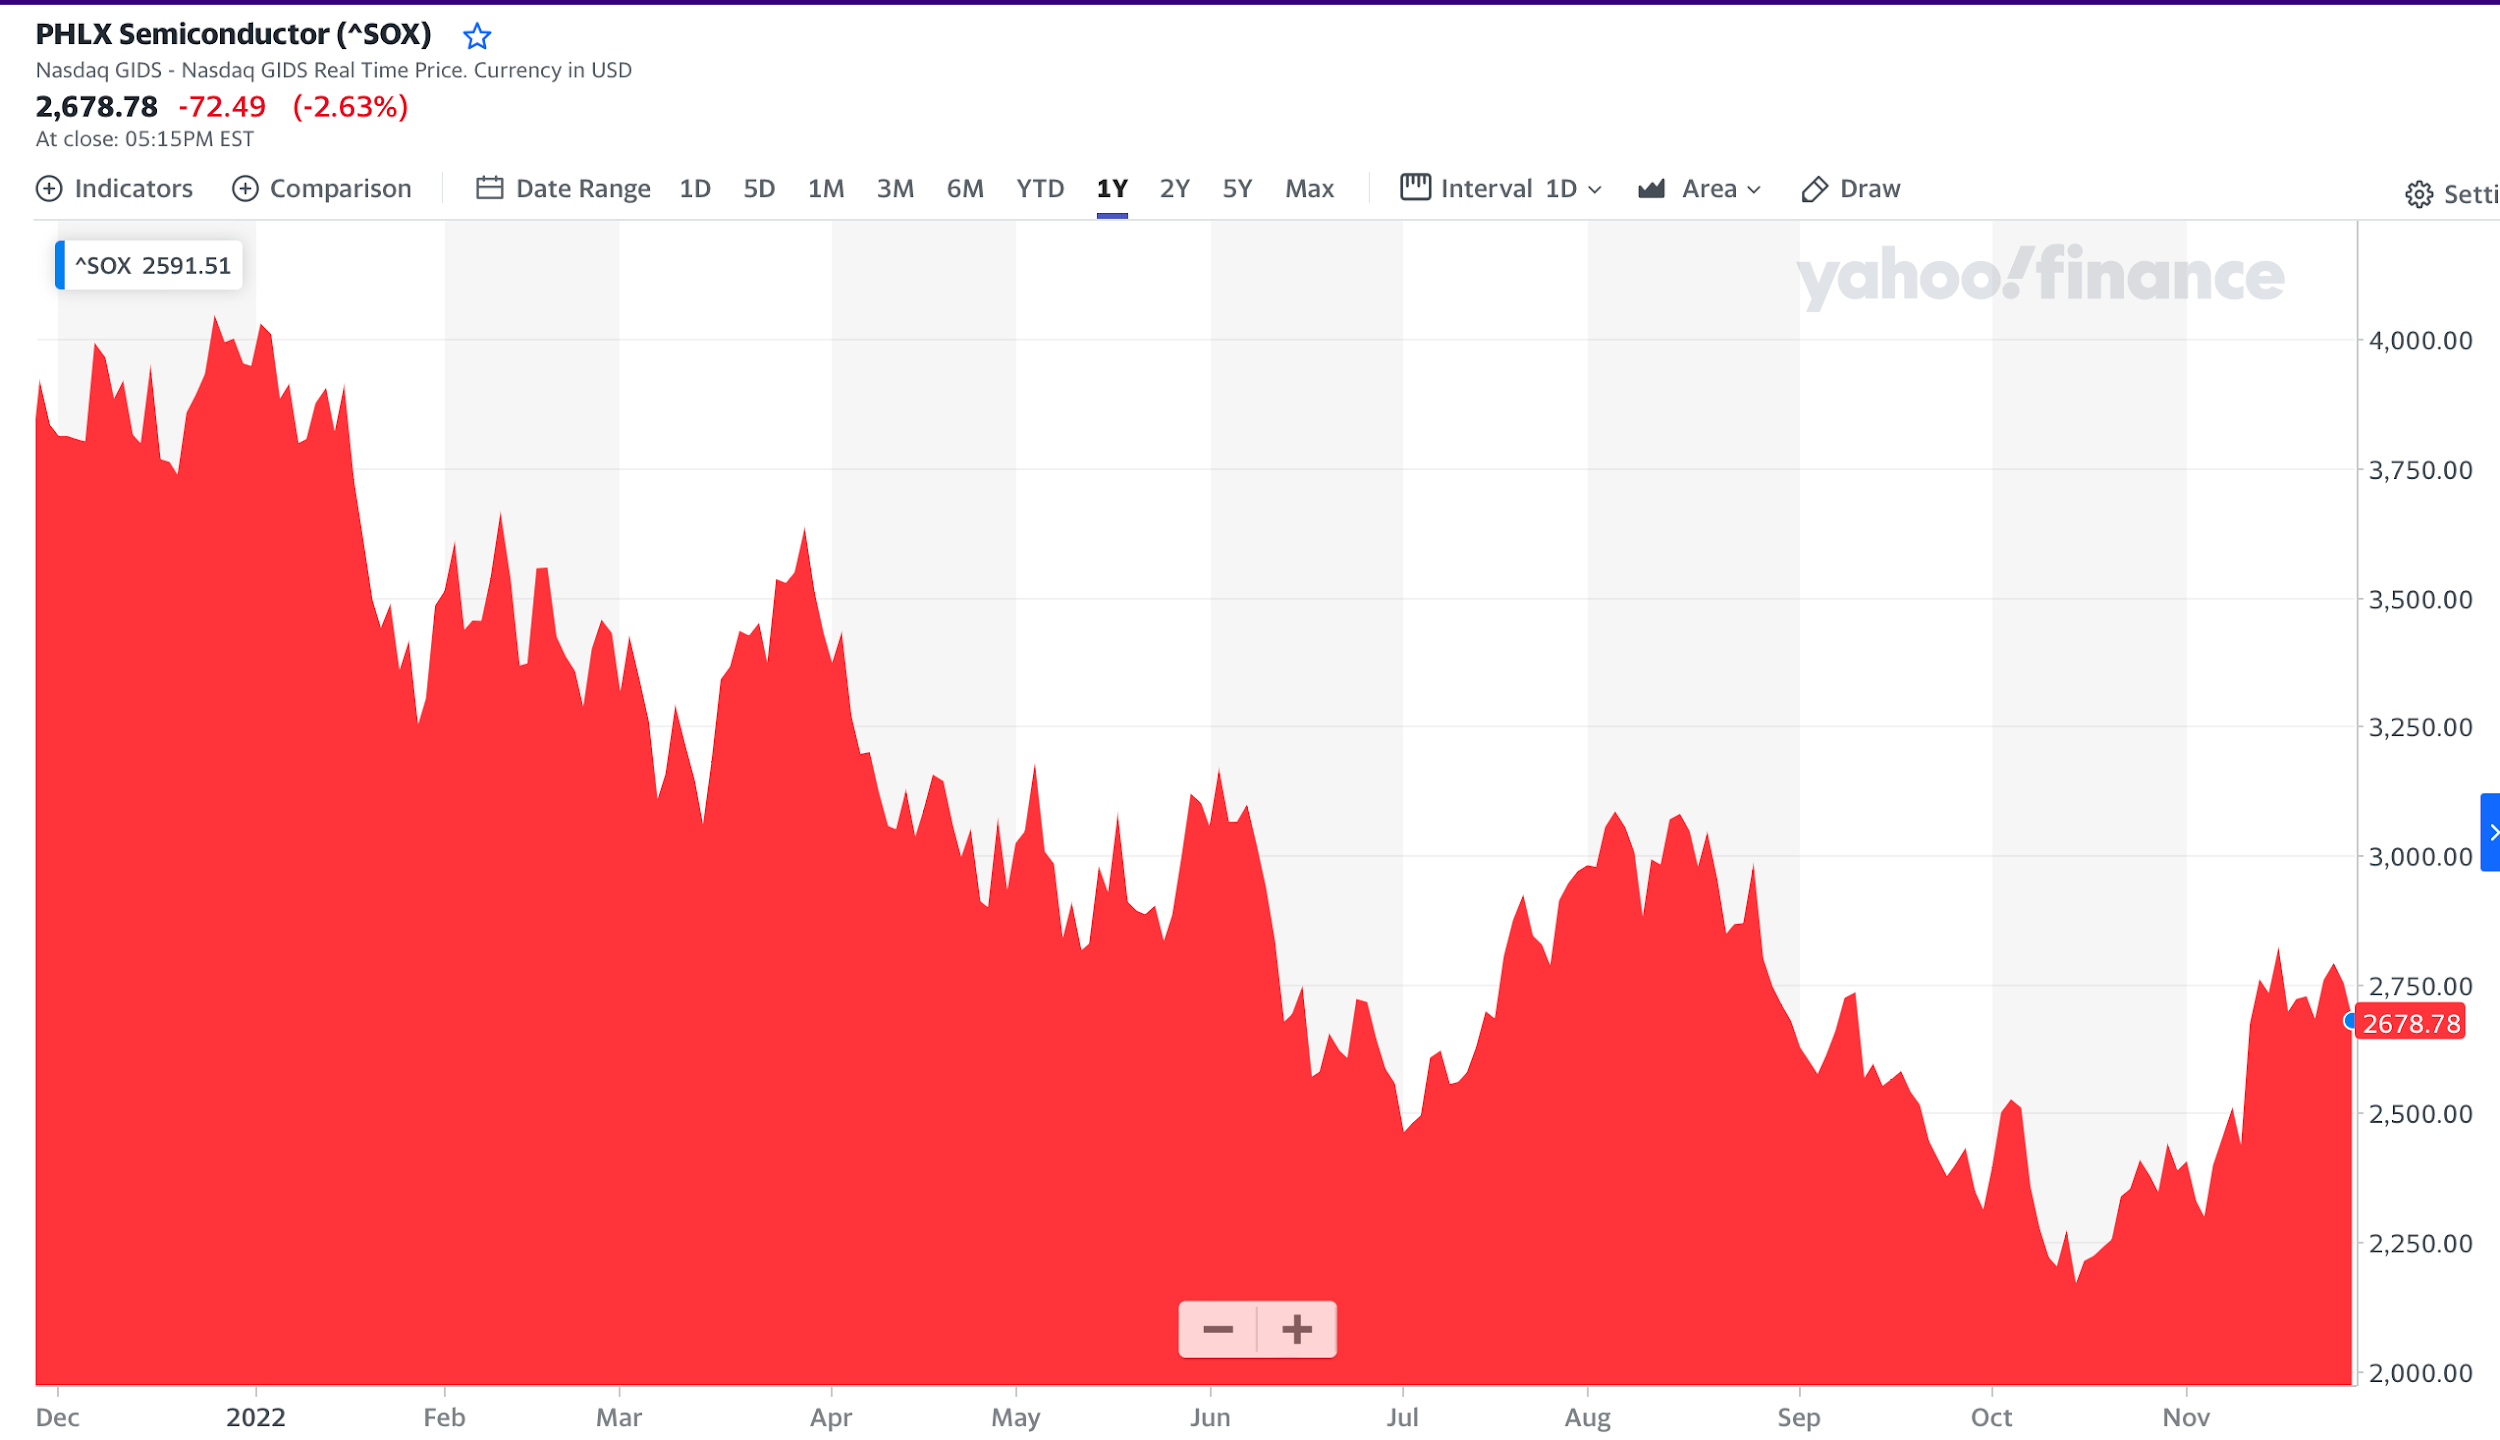 PHLX Semiconductor (^SOX)
Nasdaq GIDS - Nasdaq GIDS Real Time Price. Currency in USD
2,678.78 -72.49 (-2.63%)
At close: 05:15PM EST
Indicators Comparison Date Range 1D 5D 1M 3M 6M YTD 1Y 2Y 5Y Max Interval 1D Area Draw Setti
^SOX 2591.51
yahoo!finance
4,000.00
3,750.00
3,500.00
3,250.00
3,000.00
2,750.00
2678.78
2,500.00
2,250.00
2,000.00
Dec 2022 Feb Mar Apr May Jun Jul Aug Sep Oct Nov